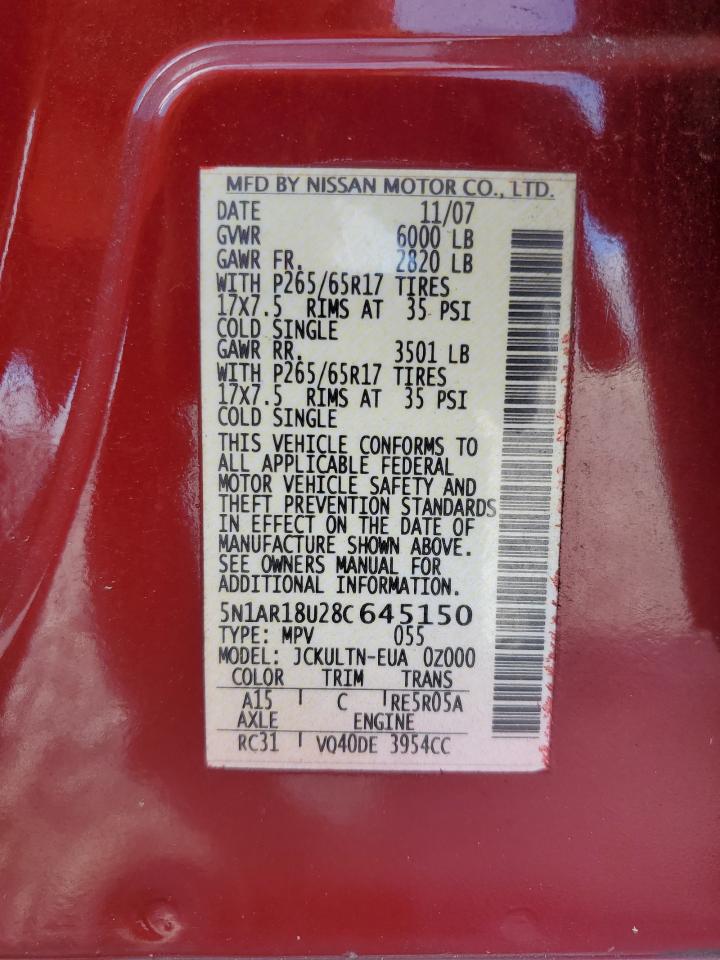 MFD BY NISSAN MOTOR CO., LTD.
DATE 11/07
GVWR 6000 LB
GAWR FR. 2820 LB
WITH P265/65R17 TIRES
17X7.5 RIMS AT 35 PSI
COLD SINGLE
GAWR RR. 3501 LB
WITH P265/65R17 TIRES
17X7.5 RIMS AT 35 PSI
COLD SINGLE
THIS VEHICLE CONFORMS TO
ALL APPLICABLE FEDERAL
MOTOR VEHICLE SAFETY AND
THEFT PREVENTION STANDARDS
IN EFFECT ON THE DATE OF
MANUFACTURE SHOWN ABOVE.
SEE OWNERS MANUAL FOR
ADDITIONAL INFORMATION.
5N1AR18U28C645150
TYPE: MPV 055
MODEL: JCKULTN-EUA 0Z000
COLOR TRIM TRANS
A15 C RE5R05A
AXLE ENGINE
RC31 VQ40DE 3954CC